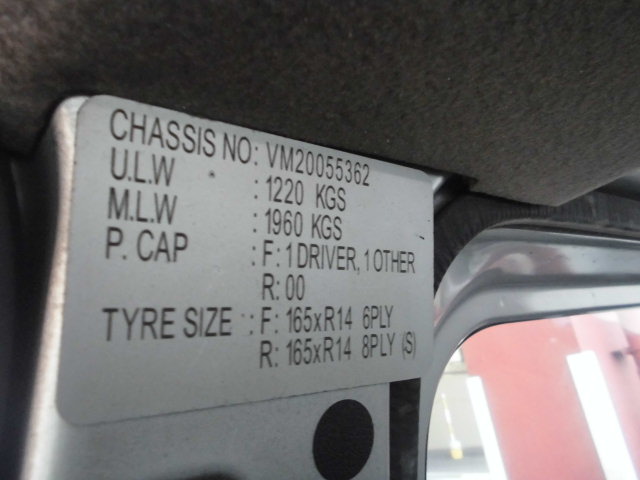 CHASSIS NO: VM20055362
U.L.W : 1220 KGS
M.L.W : 1960 KGS
P. CAP : F: 1 DRIVER, 1 OTHER
R: 00
TYRE SIZE : F: 165xR14 6PLY
R: 165xR14 8PLY (S)